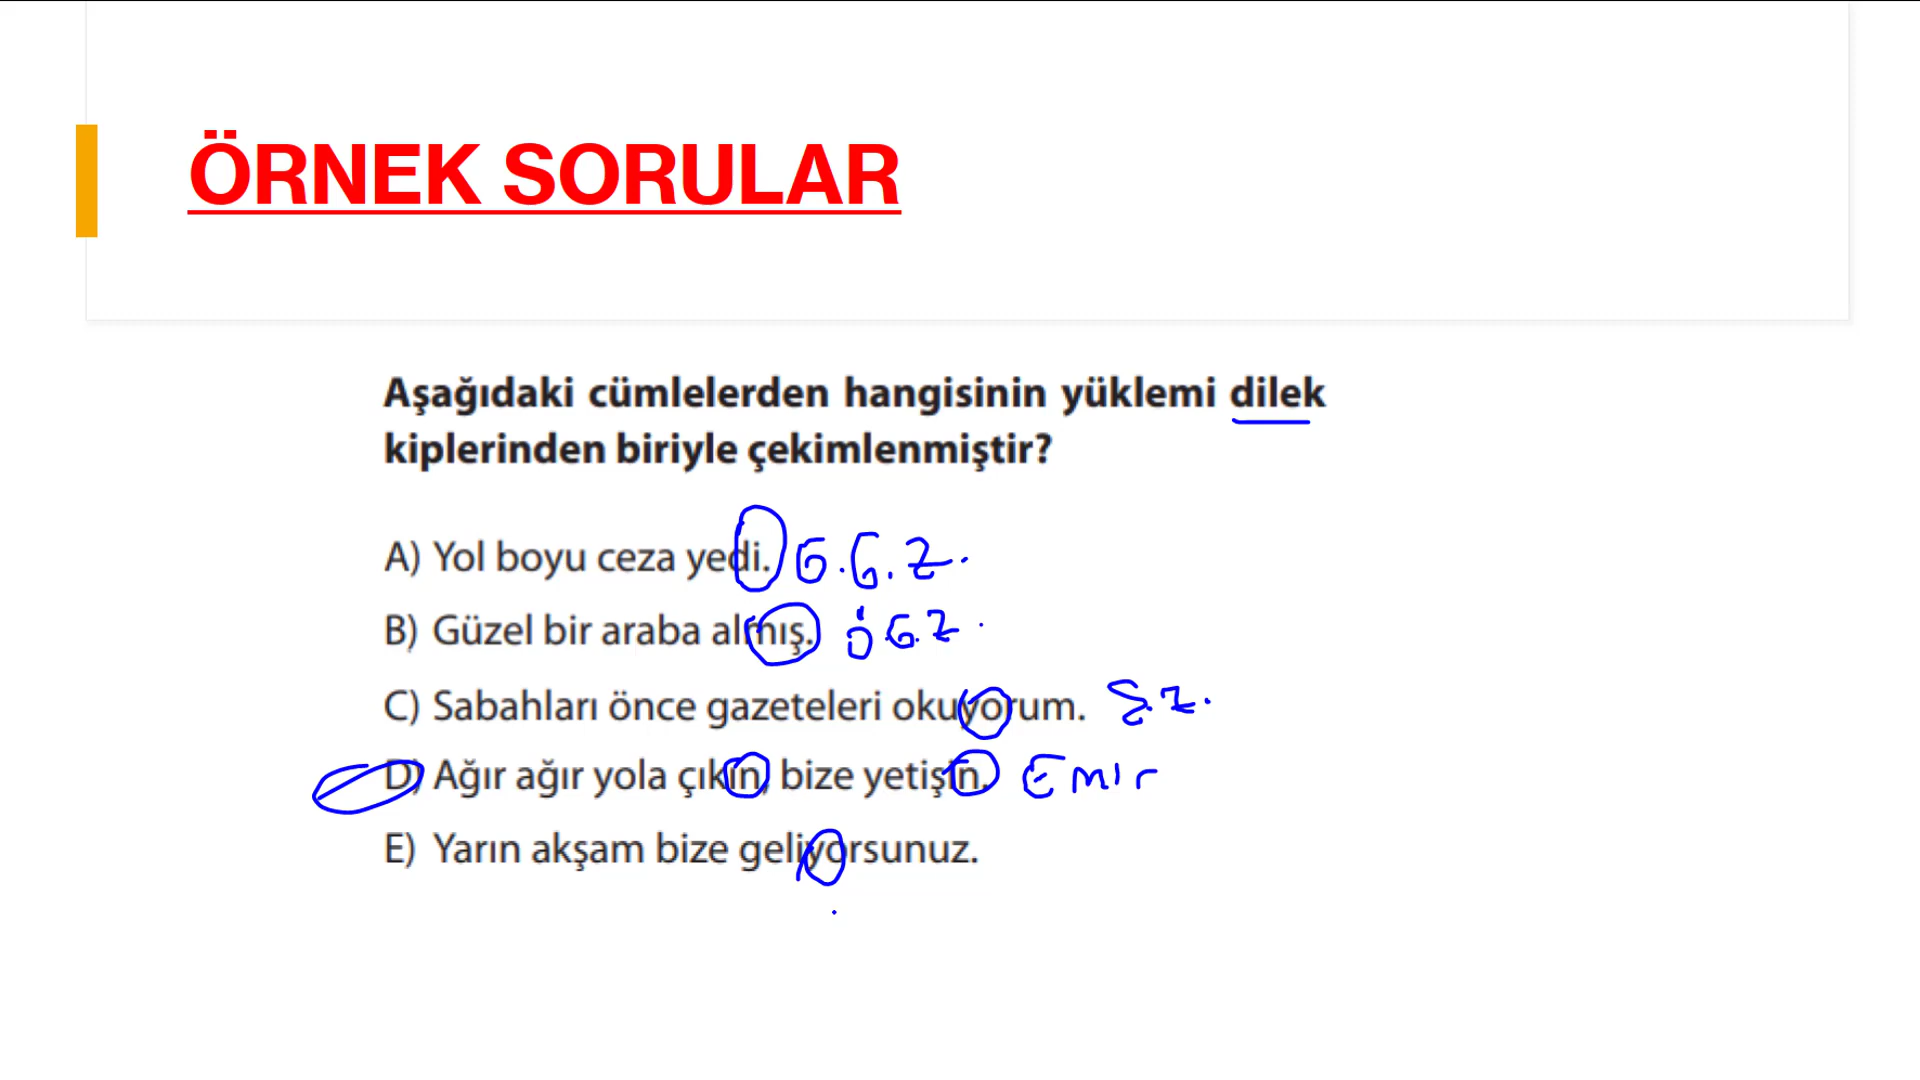 ÖRNEK SORULAR
Aşağıdaki cümlelerden hangisinin yüklemi dilek
kiplerinden biriyle çekimlenmiştir?
A) Yol boyu ceza yedi. G.G.Z.
B) Güzel bir araba almış. ÖGZ.
C) Sabahları önce gazeteleri okuyorum. Ş.Z.
D) Ağır ağır yola çıkın, bize yetişin. Emir
E) Yarın akşam bize geliyorsunuz.